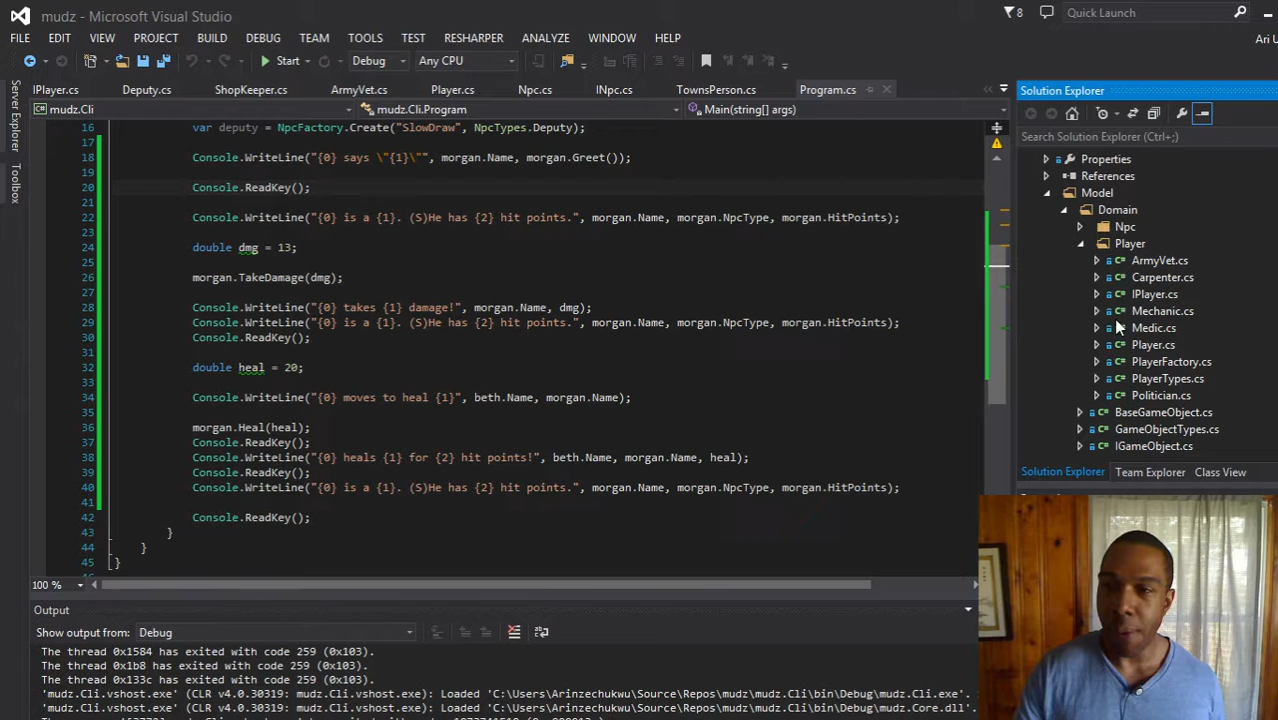 mudz - Microsoft Visual Studio
8
Quick Launch
FILE EDIT VIEW PROJECT BUILD DEBUG TEAM TOOLS TEST RESHARPER ANALYZE WINDOW HELP
Ari U
Start Debug Any CPU
Server Explorer
Toolbox
IPlayer.cs Deputy.cs ShopKeeper.cs ArmyVet.cs Player.cs Npc.cs INpc.cs TownsPerson.cs Program.cs
mudz.Cli mudz.Cli.Program Main(string[] args)
16 var deputy = NpcFactory.Create("SlowDraw", NpcTypes.Deputy);
17
18 Console.WriteLine("{0} says \"{1}\"", morgan.Name, morgan.Greet());
19
20 Console.ReadKey();
21
22 Console.WriteLine("{0} is a {1}. (S)He has {2} hit points.", morgan.Name, morgan.NpcType, morgan.HitPoints);
23
24 double dmg = 13;
25
26 morgan.TakeDamage(dmg);
27
28 Console.WriteLine("{0} takes {1} damage!", morgan.Name, dmg);
29 Console.WriteLine("{0} is a {1}. (S)He has {2} hit points.", morgan.Name, morgan.NpcType, morgan.HitPoints);
30 Console.ReadKey();
31
32 double heal = 20;
33
34 Console.WriteLine("{0} moves to heal {1}", beth.Name, morgan.Name);
35
36 morgan.Heal(heal);
37 Console.ReadKey();
38 Console.WriteLine("{0} heals {1} for {2} hit points!", beth.Name, morgan.Name, heal);
39 Console.ReadKey();
40 Console.WriteLine("{0} is a {1}. (S)He has {2} hit points.", morgan.Name, morgan.NpcType, morgan.HitPoints);
41
42 Console.ReadKey();
43 }
44 }
45 }
100 %
Solution Explorer
Search Solution Explorer (Ctrl+;)
Properties
References
Model
Domain
Npc
Player
ArmyVet.cs
Carpenter.cs
IPlayer.cs
Mechanic.cs
Medic.cs
Player.cs
PlayerFactory.cs
PlayerTypes.cs
Politician.cs
BaseGameObject.cs
GameObjectTypes.cs
IGameObject.cs
Solution Explorer Team Explorer Class View
Output
Show output from: Debug
The thread 0x1584 has exited with code 259 (0x103).
The thread 0x1b8 has exited with code 259 (0x103).
The thread 0x133c has exited with code 259 (0x103).
'mudz.Cli.vshost.exe' (CLR v4.0.30319: mudz.Cli.vshost.exe): Loaded 'C:\Users\Arinzechukwu\Source\Repos\mudz\mudz.Cli\bin\Debug\mudz.Cli.exe'.
'mudz.Cli.vshost.exe' (CLR v4.0.30319: mudz.Cli.vshost.exe): Loaded 'C:\Users\Arinzechukwu\Source\Repos\mudz\mudz.Cli\bin\Debug\mudz.Core.dll'.